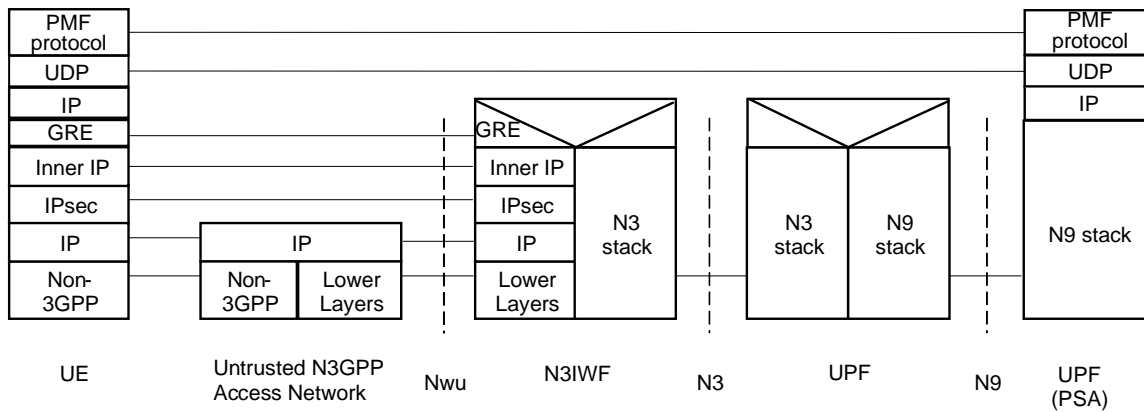 PMF
protocol
UDP
IP
GRE
Inner IP
IPsec
IP
Non-
3GPP
IP
Non-
3GPP
Lower
Layers
GRE
Inner IP
IPsec
IP
Lower
Layers
N3
stack
N3
stack
N9
stack
PMF
protocol
UDP
IP
N9 stack
UE
Untrusted N3GPP
Access Network
Nwu
N3IWF
N3
UPF
N9
UPF
(PSA)